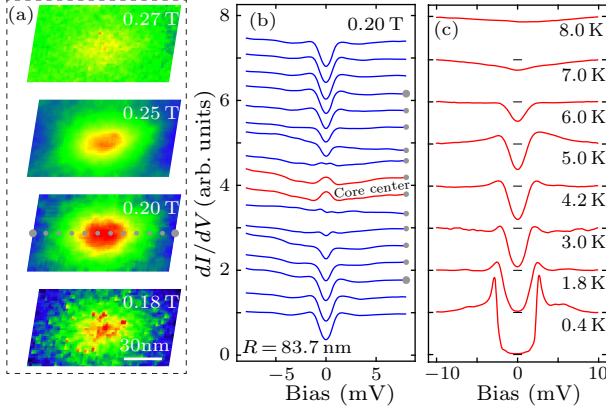 (a)
0.27 T
0.25 T
0.20 T
0.18 T
30nm
(b)
0.20 T
8
6
4
2
0
dI/dV (arb. units)
Core center
R = 83.7 nm
−5
0
5
Bias (mV)
(c)
8.0 K
7.0 K
6.0 K
5.0 K
4.2 K
3.0 K
1.8 K
0.4 K
−10
0
10
Bias (mV)